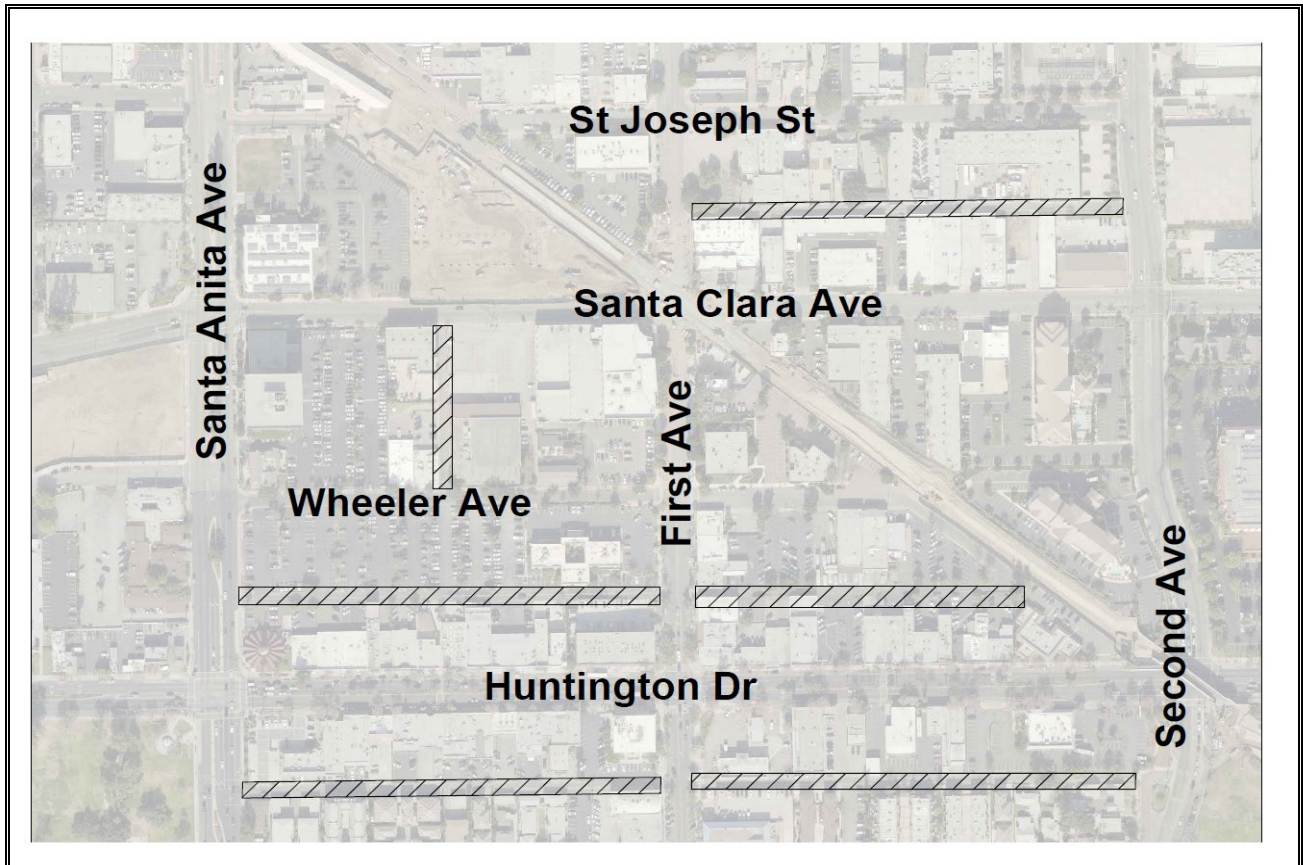 St Joseph St
Santa Anita Ave
Santa Clara Ave
First Ave
Wheeler Ave
Second Ave
Huntington Dr